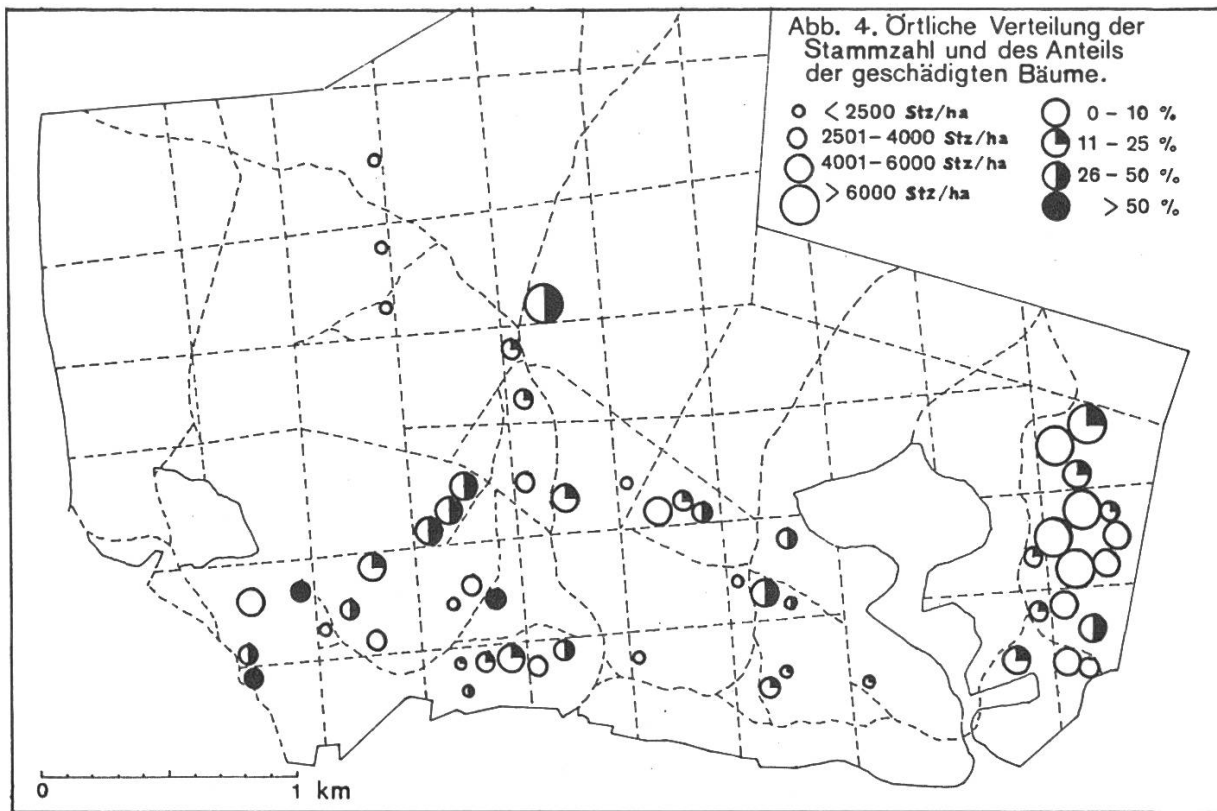 Abb. 4. Örtliche Verteilung der
Stammzahl und des Anteils
der geschädigten Bäume.
< 2500 Stz/ha
2501–4000 Stz/ha
4001–6000 Stz/ha
> 6000 Stz/ha
0 – 10 %
11 – 25 %
26 – 50 %
> 50 %
0 1 km